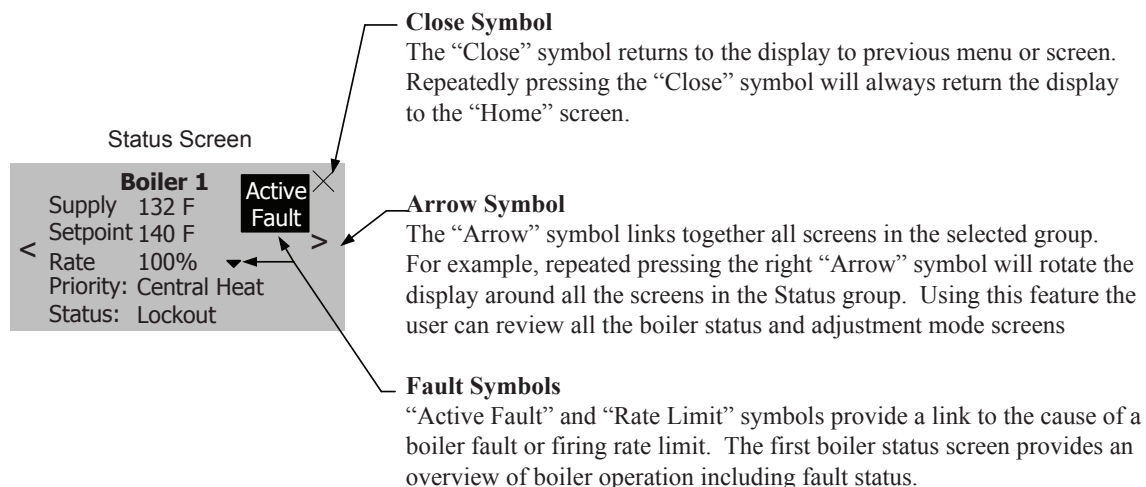 Close Symbol
The “Close” symbol returns to the display to previous menu or screen.
Repeatedly pressing the “Close” symbol will always return the display
to the “Home” screen.
Status Screen
Boiler 1
Active
Fault
×
Supply 132 F
Setpoint 140 F
<
>
Rate 100%
Priority: Central Heat
Status: Lockout
Arrow Symbol
The “Arrow” symbol links together all screens in the selected group.
For example, repeated pressing the right “Arrow” symbol will rotate the
display around all the screens in the Status group. Using this feature the
user can review all the boiler status and adjustment mode screens
Fault Symbols
“Active Fault” and “Rate Limit” symbols provide a link to the cause of a
boiler fault or firing rate limit. The first boiler status screen provides an
overview of boiler operation including fault status.